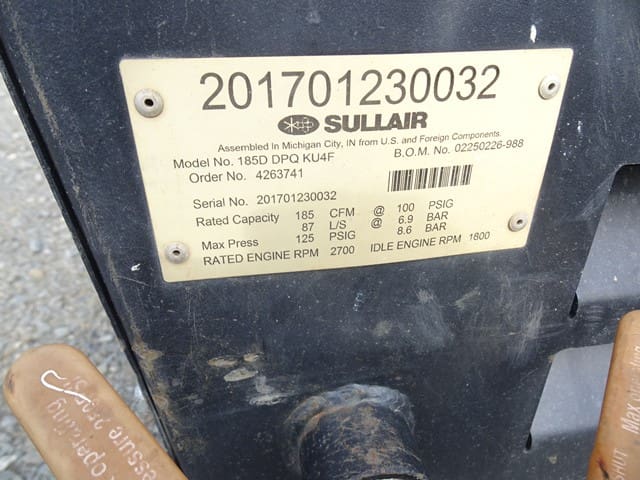 201701230032
SULLAIR
Assembled In Michigan City, IN from U.S. and Foreign Components.
Model No. 185D DPQ KU4F B.O.M. No. 02250226-988
Order No. 4263741
Serial No. 201701230032
Rated Capacity 185 CFM @ 100 PSIG
87 L/S @ 6.9 BAR
Max Press 125 PSIG 8.6 BAR
RATED ENGINE RPM 2700 IDLE ENGINE RPM 1800
operating
SHUT